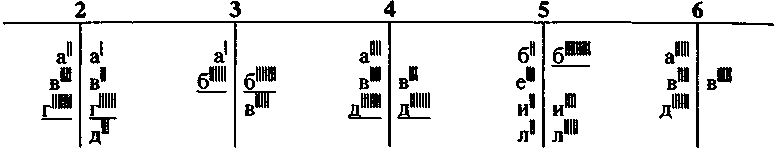 2 3 4 5 6
а а а а б б а
в в б б в в е в в
г г в д д и и д
д л л